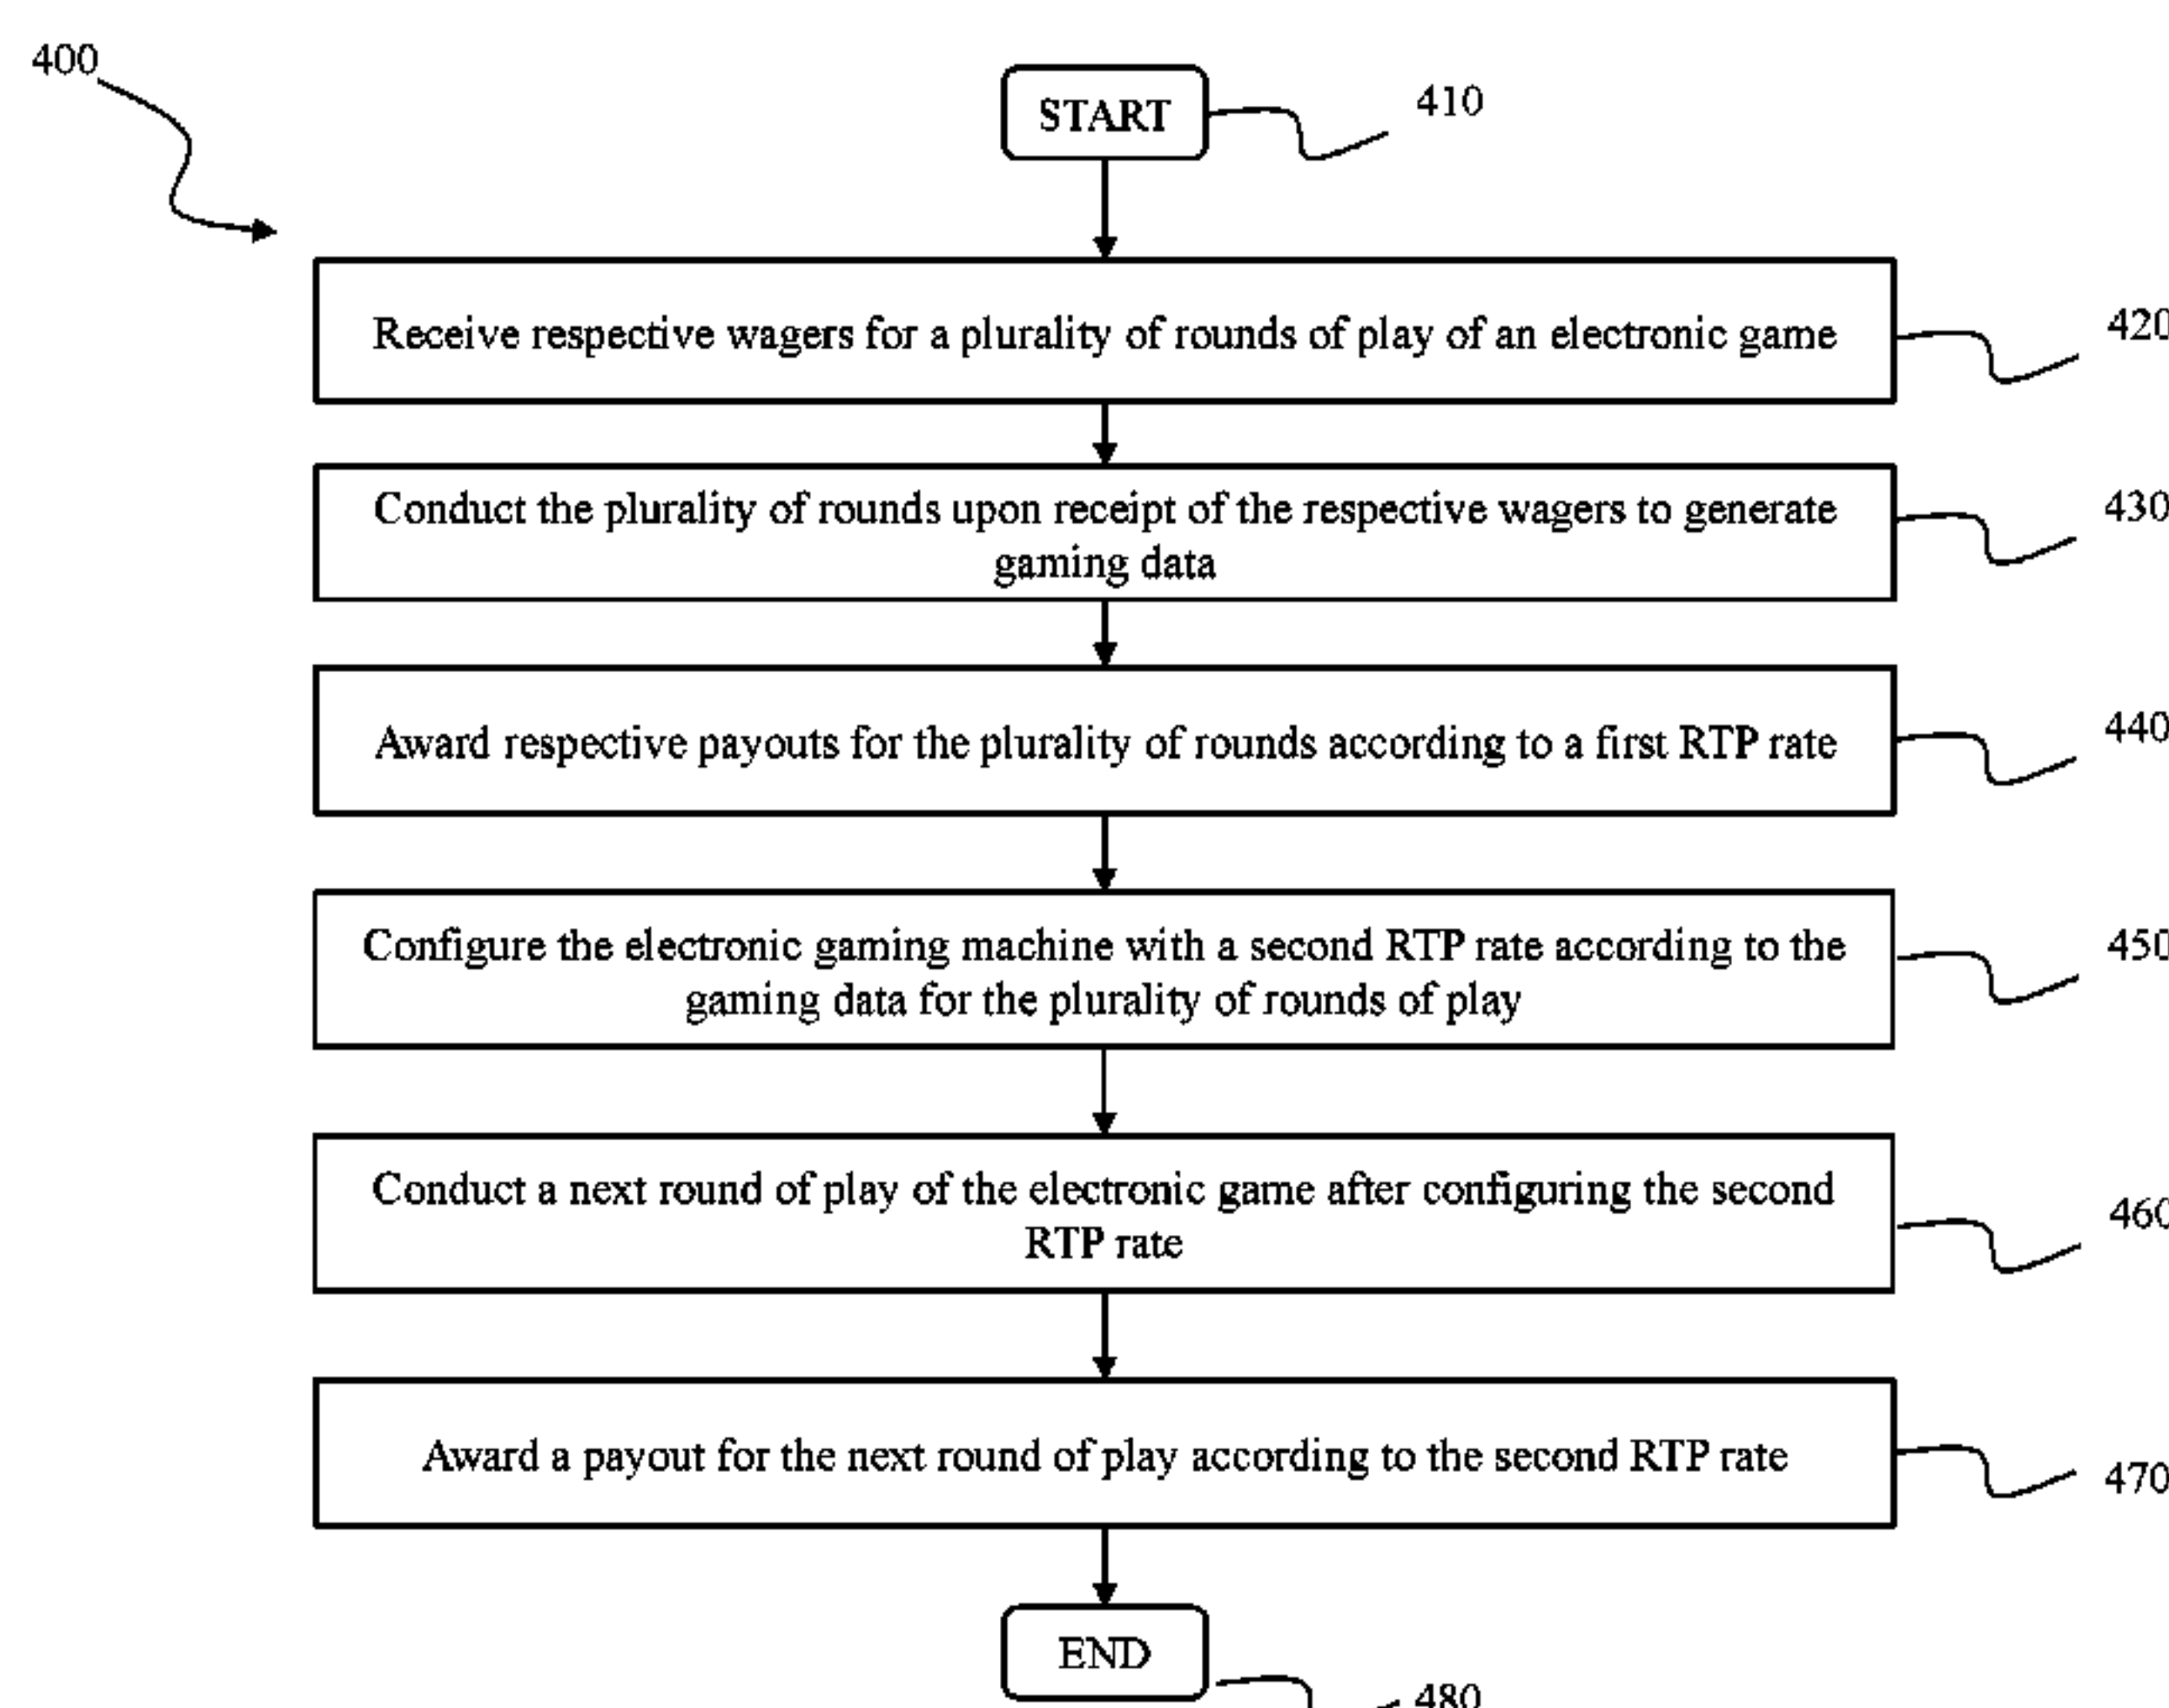 400
START
410
Receive respective wagers for a plurality of rounds of play of an electronic game
420
Conduct the plurality of rounds upon receipt of the respective wagers to generate
gaming data
430
Award respective payouts for the plurality of rounds according to a first RTP rate
440
Configure the electronic gaming machine with a second RTP rate according to the
gaming data for the plurality of rounds of play
450
Conduct a next round of play of the electronic game after configuring the second
RTP rate
460
Award a payout for the next round of play according to the second RTP rate
470
END
480